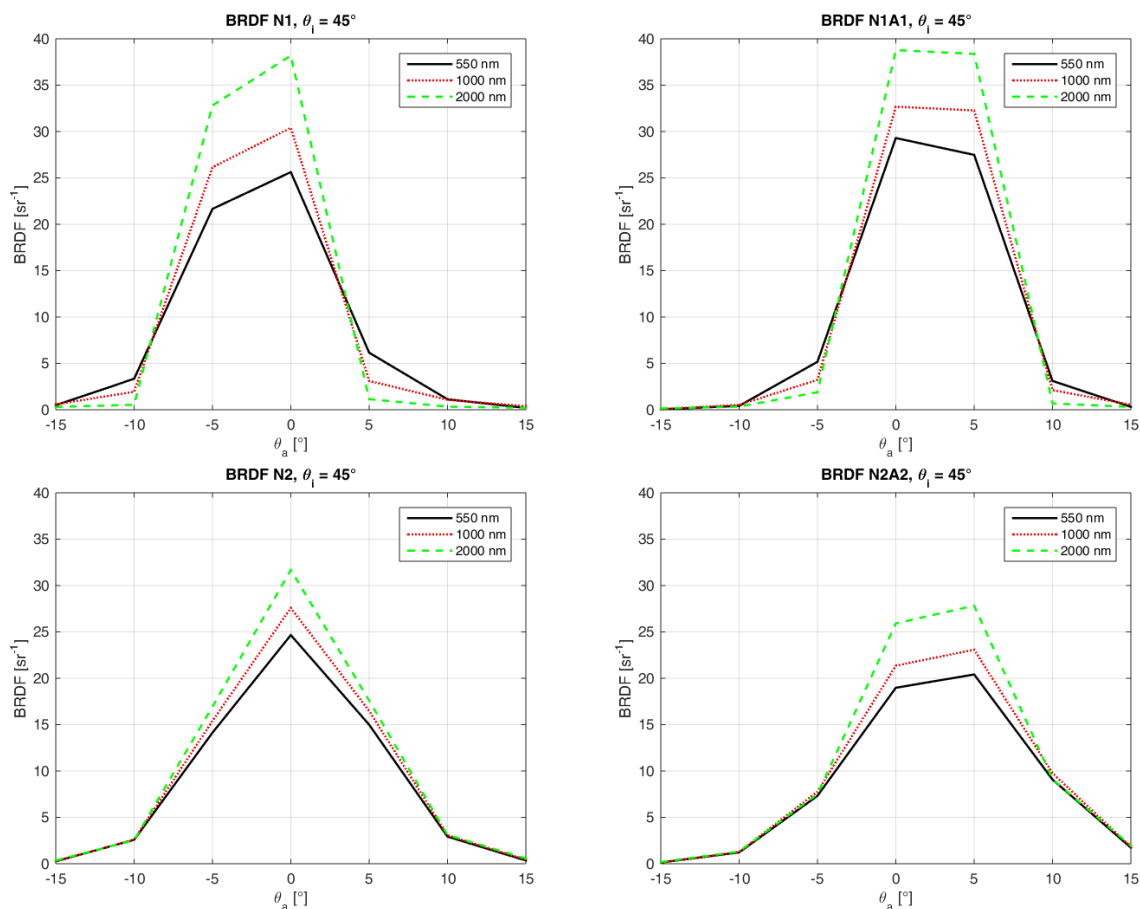 BRDF N1, θi = 45°
BRDF [sr-1]
40
35
30
25
20
15
10
5
0
-15 -10 -5 0 5 10 15
θa [°]
550 nm
1000 nm
2000 nm
BRDF N1A1, θi = 45°
BRDF [sr-1]
40
35
30
25
20
15
10
5
0
-15 -10 -5 0 5 10 15
θa [°]
550 nm
1000 nm
2000 nm
BRDF N2, θi = 45°
BRDF [sr-1]
40
35
30
25
20
15
10
5
0
-15 -10 -5 0 5 10 15
θa [°]
550 nm
1000 nm
2000 nm
BRDF N2A2, θi = 45°
BRDF [sr-1]
40
35
30
25
20
15
10
5
0
-15 -10 -5 0 5 10 15
θa [°]
550 nm
1000 nm
2000 nm